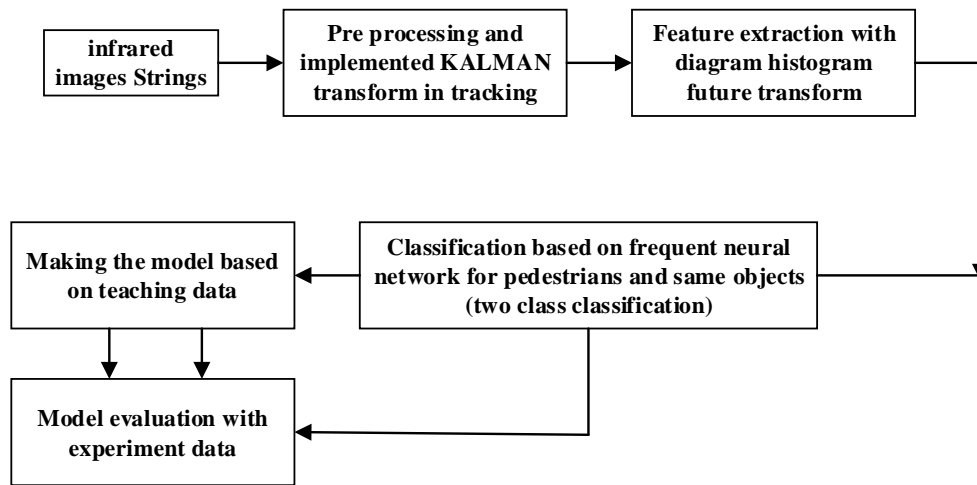 infrared
images Strings
Pre processing and
implemented KALMAN
transform in tracking
Feature extraction with
diagram histogram
future transform
Classification based on frequent neural
network for pedestrians and same objects
(two class classification)
Making the model based
on teaching data
Model evaluation with
experiment data